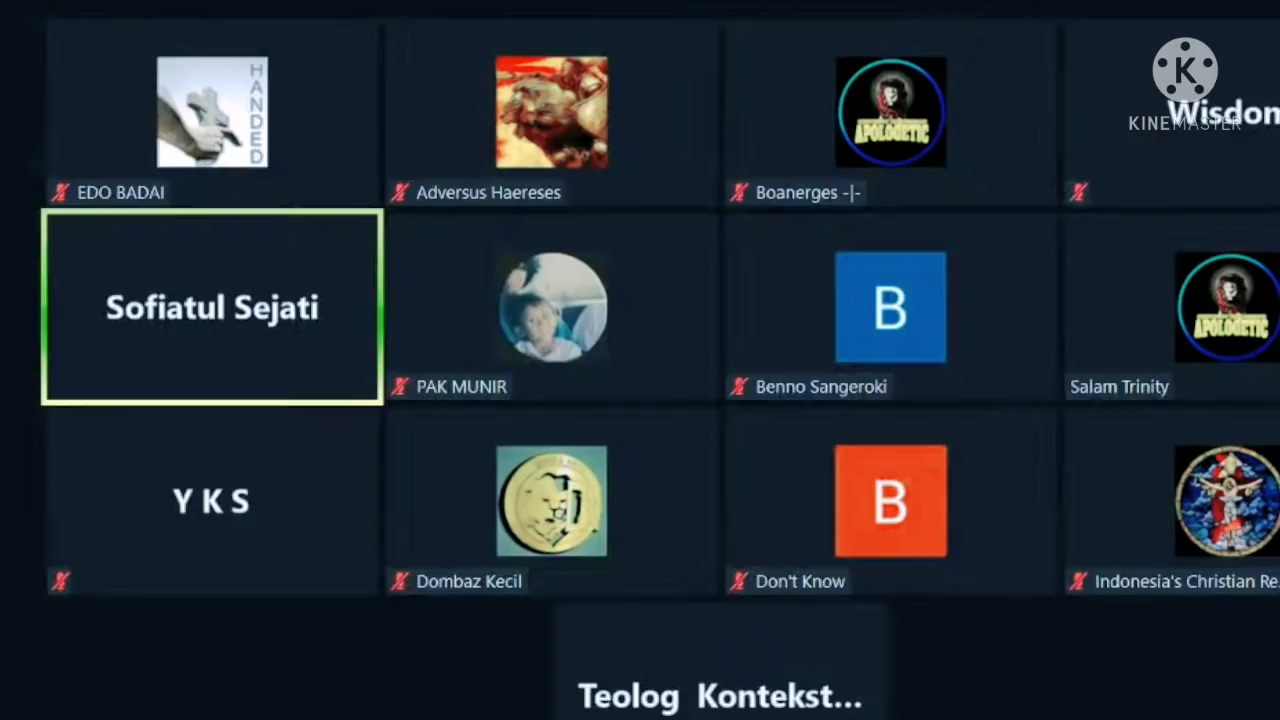 HANDED
APOLOGETIC
K
KINEMASTER
Wisdom
EDO BADAI
Adversus Haereses
Boanerges -|-
Sofiatul Sejati
B
APOLOGETIC
PAK MUNIR
Benno Sangeroki
Salam Trinity
Y K S
B
Dombaz Kecil
Don't Know
Indonesia's Christian Re...
Teolog Kontekst...